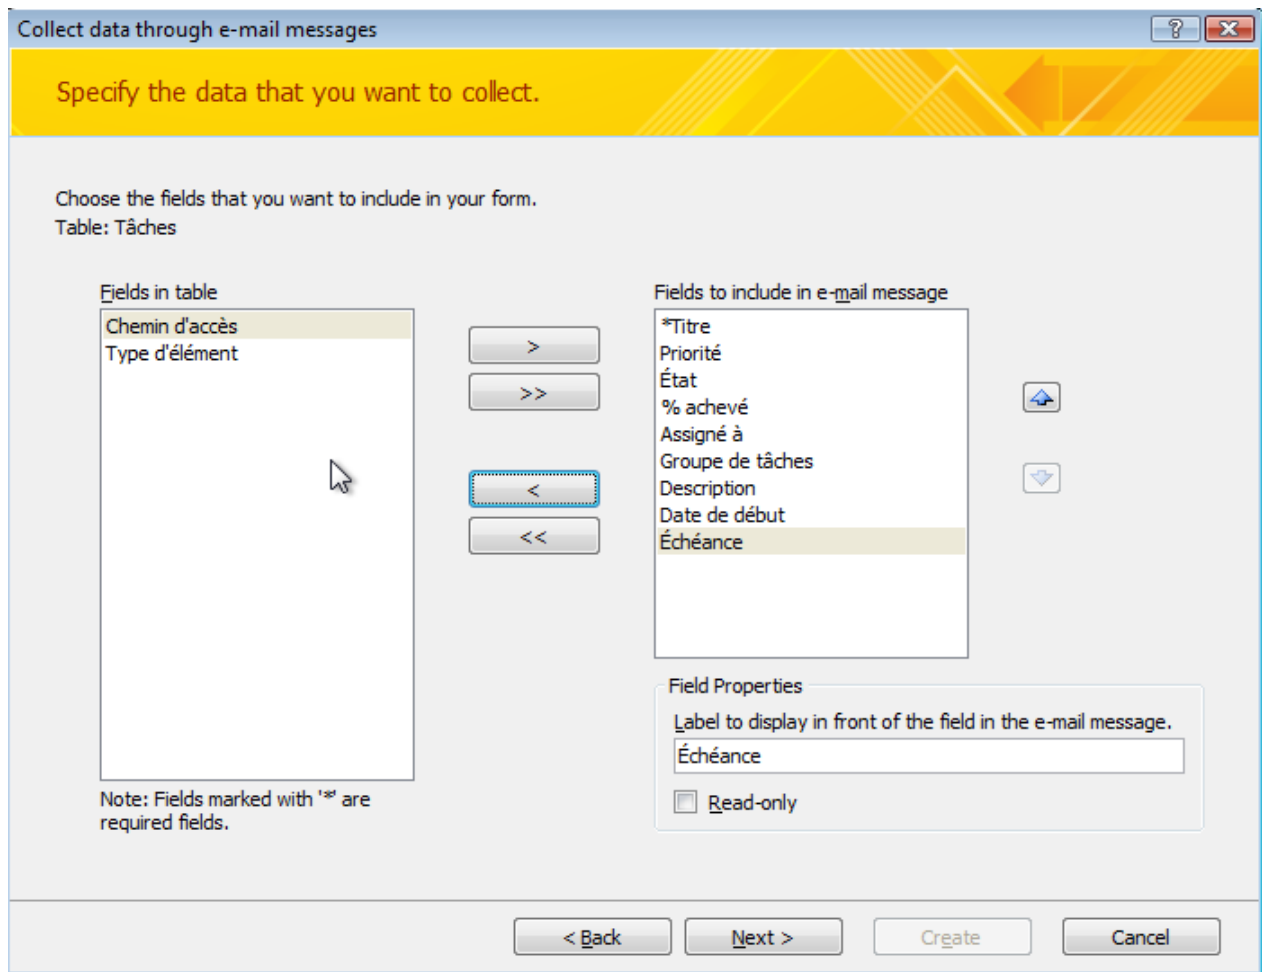 Collect data through e-mail messages
?
Specify the data that you want to collect.
Choose the fields that you want to include in your form.
Table: Tâches
Fields in table
Chemin d'accès
Type d'élément
>
>>
<
<<
Fields to include in e-mail message
*Titre
Priorité
État
% achevé
Assigné à
Groupe de tâches
Description
Date de début
Échéance
Note: Fields marked with '*' are
required fields.
Field Properties
Label to display in front of the field in the e-mail message.
Échéance
Read-only
< Back
Next >
Create
Cancel